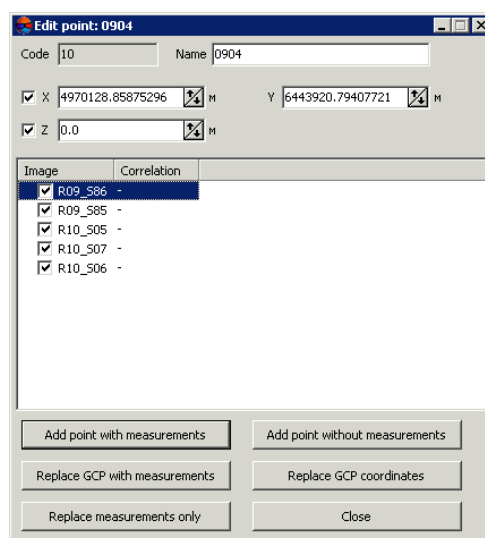 Edit point: 0904
Code 10 Name 0904
X 4970128.85875296 м Y 6443920.79407721 м
Z 0.0 м
Image Correlation
R09_S86 -
R09_S85 -
R10_S05 -
R10_S07 -
R10_S06 -
Add point with measurements Add point without measurements
Replace GCP with measurements Replace GCP coordinates
Replace measurements only Close